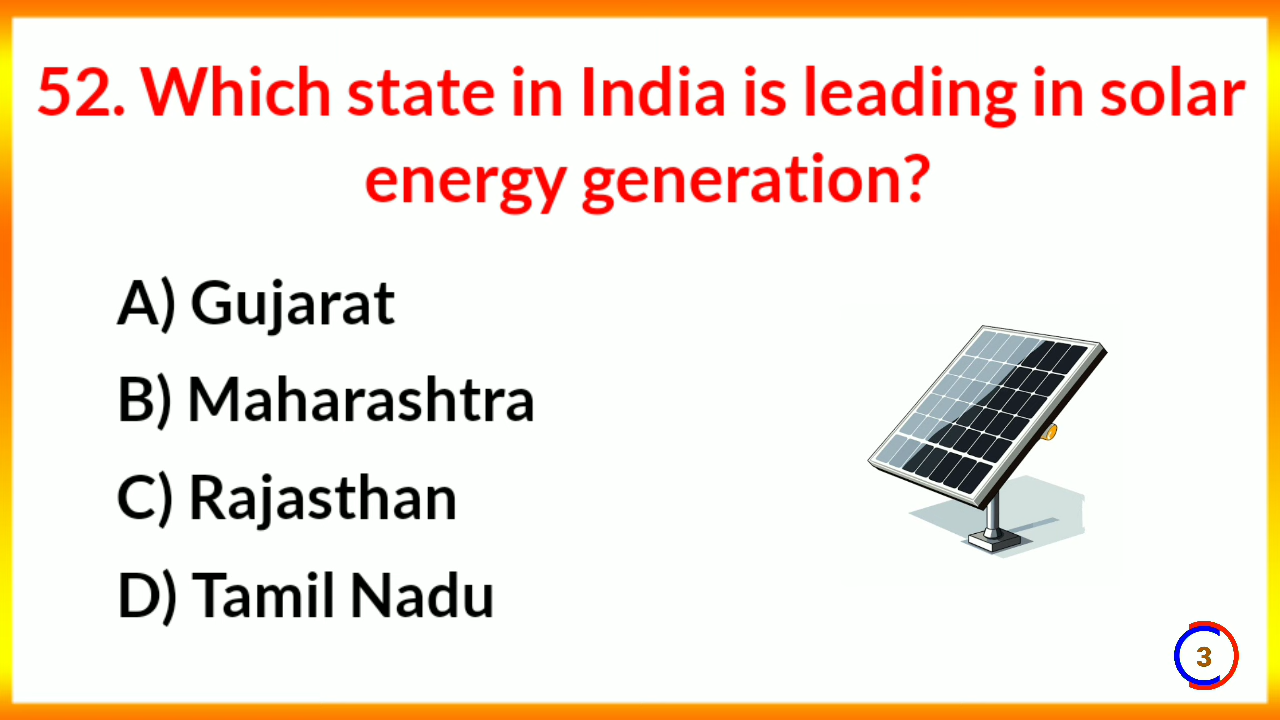 52. Which state in India is leading in solar
energy generation?
A) Gujarat
B) Maharashtra
C) Rajasthan
D) Tamil Nadu
3